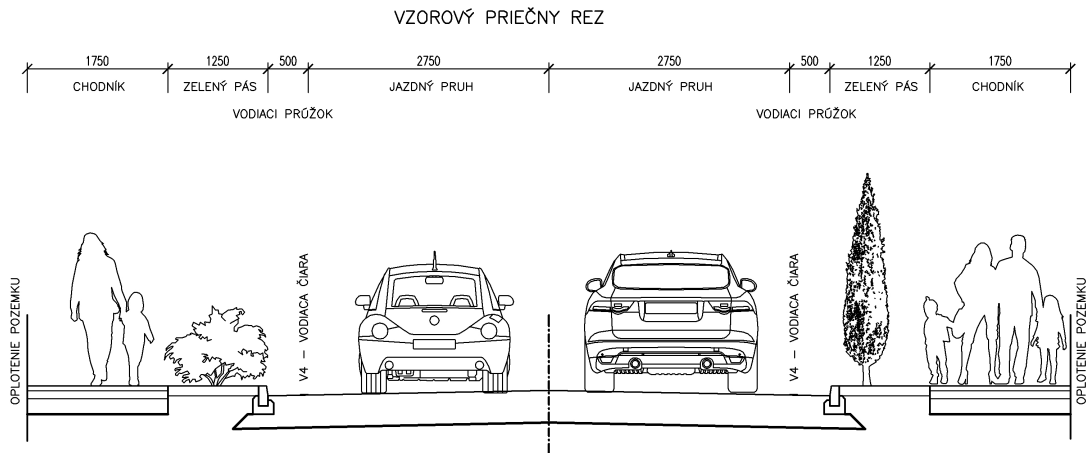 VZOROVÝ PRIEČNY REZ
1750 1250 500 2750 2750 500 1250 1750
CHODNÍK ZELENÝ PÁS JAZDNÝ PRUH JAZDNÝ PRUH ZELENÝ PÁS CHODNÍK
VODIACI PRÚŽOK VODIACI PRÚŽOK
OPLOTENIE POZEMKU
V4 – VODIACA ČIARA
V4 – VODIACA ČIARA
OPLOTENIE POZEMKU